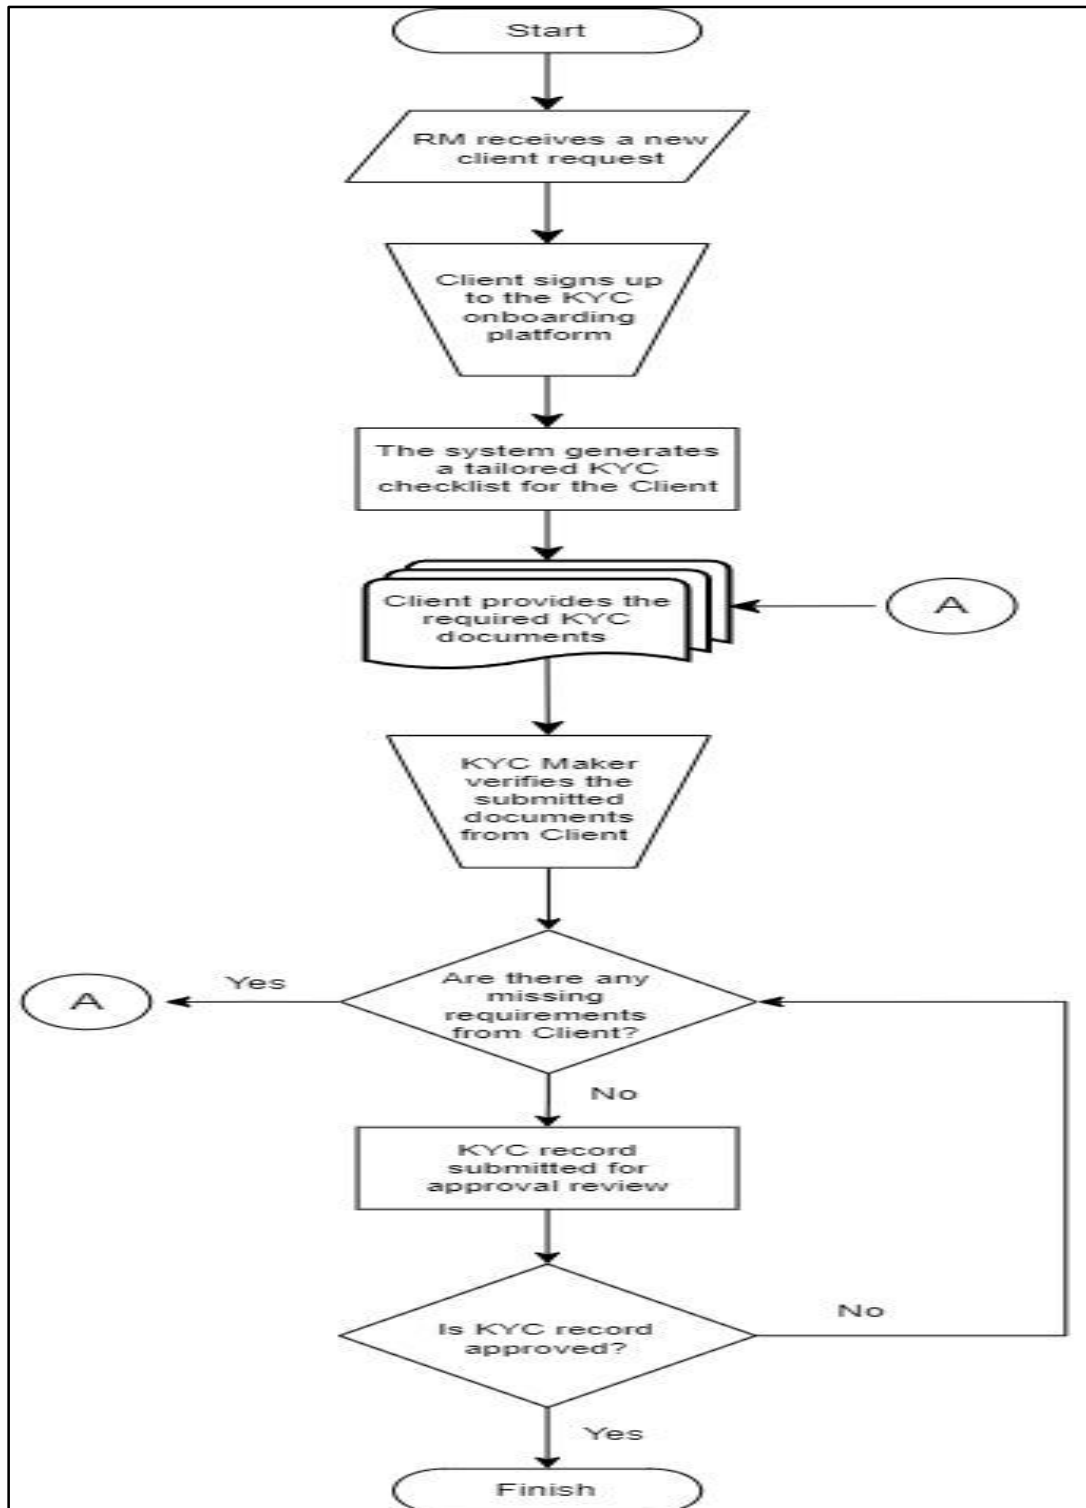 Start
RM receives a new
client request
Client signs up
to the KYC
onboarding
platform
The system generates
a tailored KYC
checklist for the Client
Client provides the
required KYC
documents
A
KYC Maker
verifies the
submitted
documents
from Client
A
Yes
Are there any
missing
requirements
from Client?
No
KYC record
submitted for
approval review
Is KYC record
approved?
No
Yes
Finish